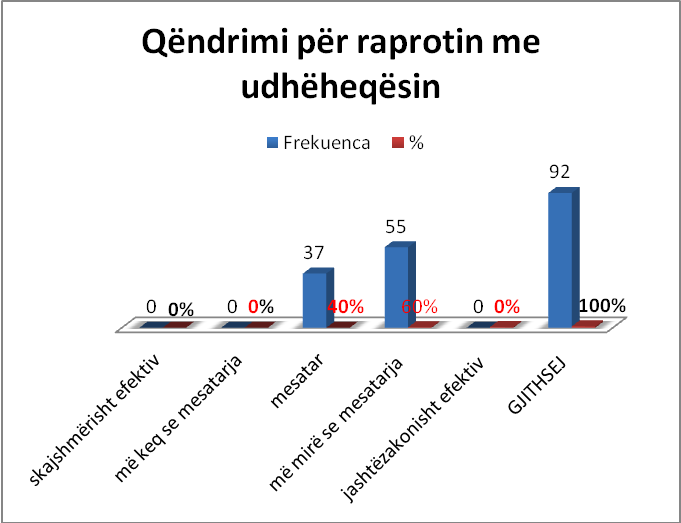 Qëndrimi për raprotin me
udhëheqësin
Frekuenca %
92
55
37
0 0% 0 0% 40% 60% 0 0% 100%
skajshmërisht efektiv
më keq se mesatarja
mesatar
më mirë se mesatarja
jashtëzakonisht efektiv
GJITHSEJ